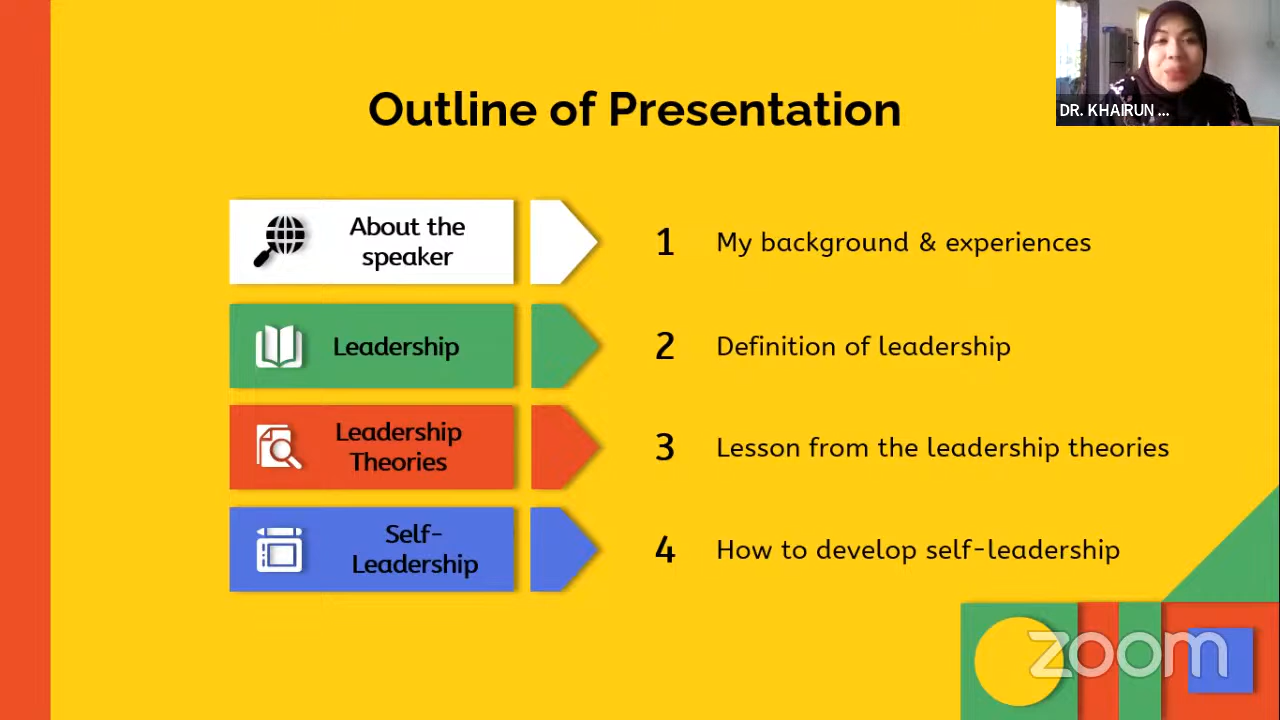 Outline of Presentation
DR. KHAIRUN ...
About the
speaker
1 My background & experiences
Leadership
2 Definition of leadership
Leadership
Theories
3 Lesson from the leadership theories
Self-
Leadership
4 How to develop self-leadership
zoom